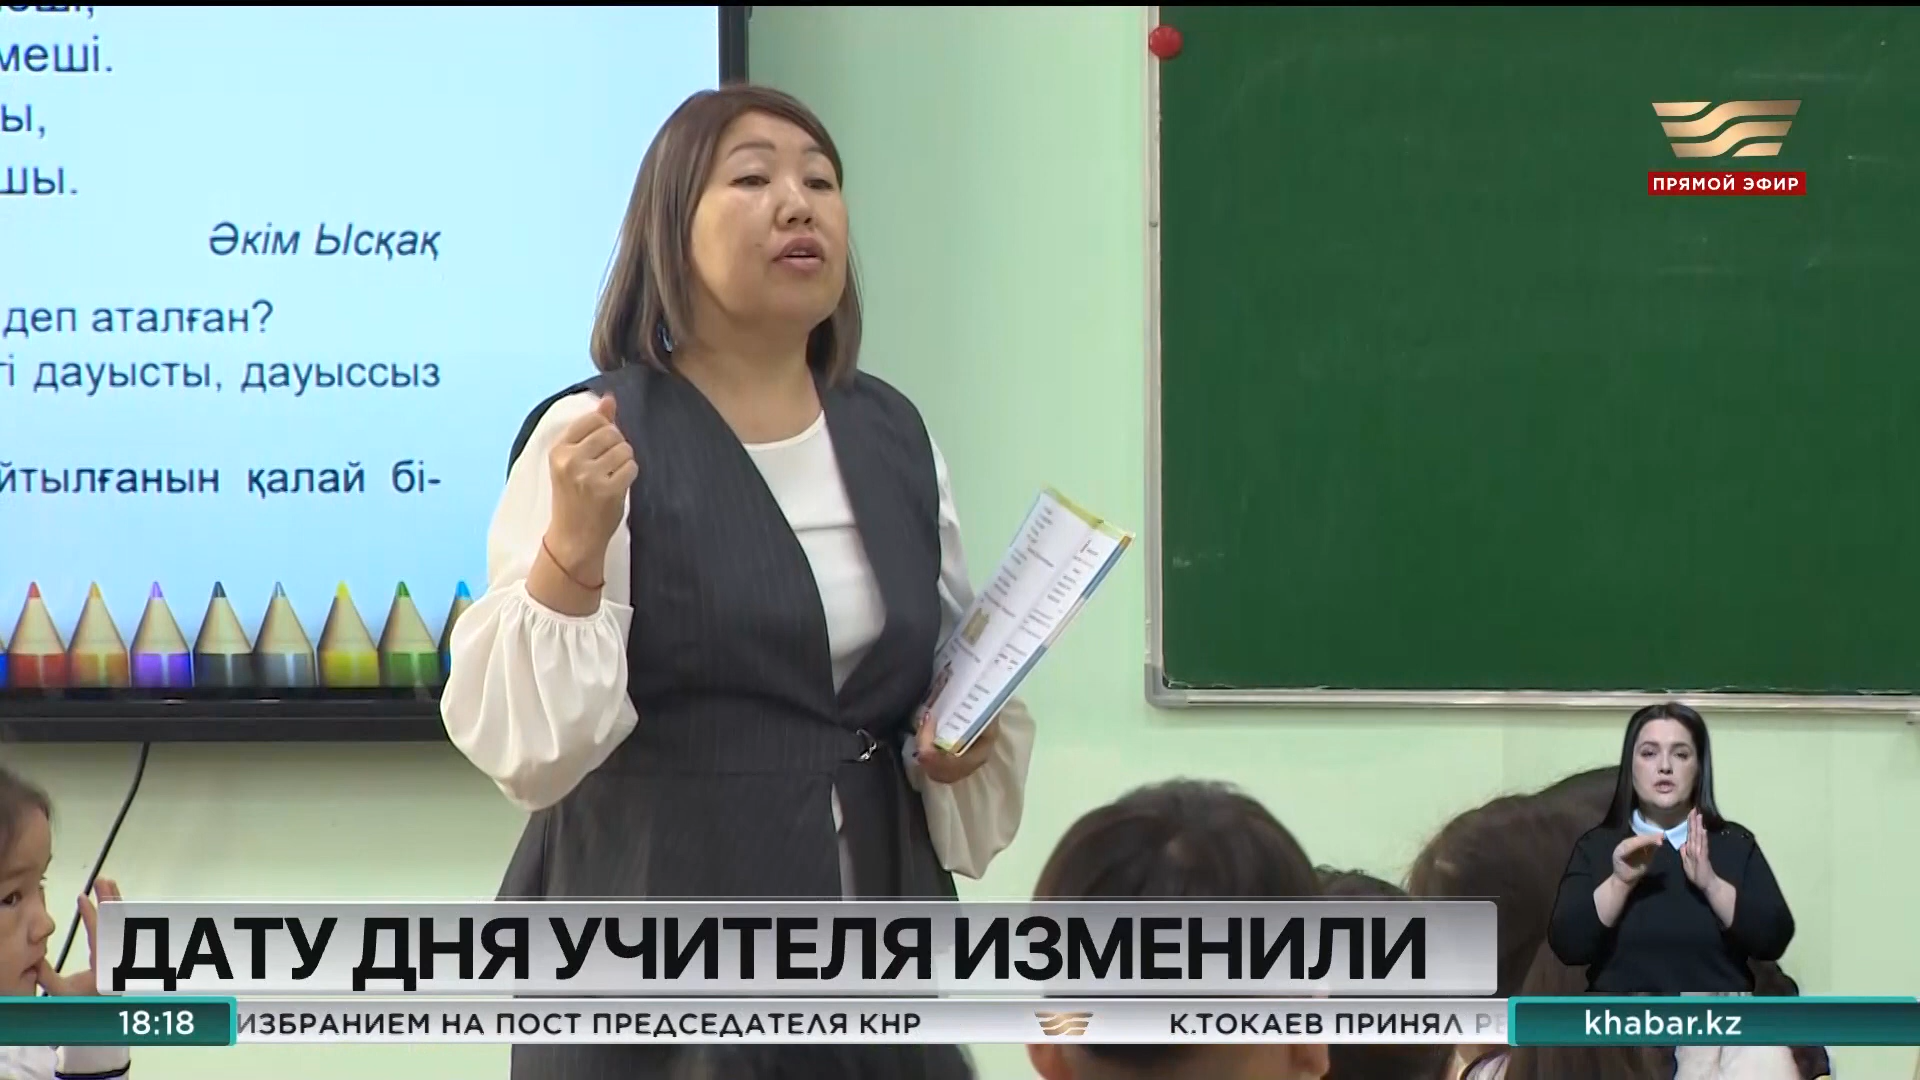 меші.
ы,
шы.
Әкім Ысқақ
деп аталған?
гі дауысты, дауыссыз
йтылғанын қалай бі-
ПРЯМОЙ ЭФИР
ДАТУ ДНЯ УЧИТЕЛЯ ИЗМЕНИЛИ
18:18
ИЗБРАНИЕМ НА ПОСТ ПРЕДСЕДАТЕЛЯ КНР
К.ТОКАЕВ ПРИНЯЛ
khabar.kz